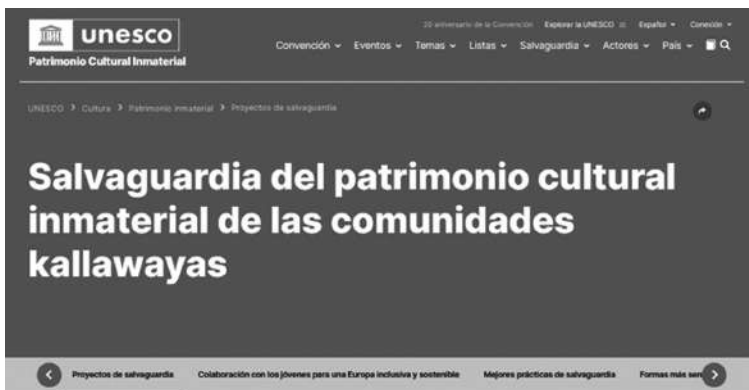 20 aniversario de la Convención Explorar la UNESCO Español Conexión
unesco
Patrimonio Cultural Inmaterial
Convención Eventos Temas Listas Salvaguardia Actores País
UNESCO > Cultura > Patrimonio inmaterial > Proyectos de salvaguardia
Salvaguardia del patrimonio cultural
inmaterial de las comunidades
kallawayas
Proyectos de salvaguardia Colaboración con los jóvenes para una Europa inclusiva y sostenible Mejores prácticas de salvaguardia Formas más